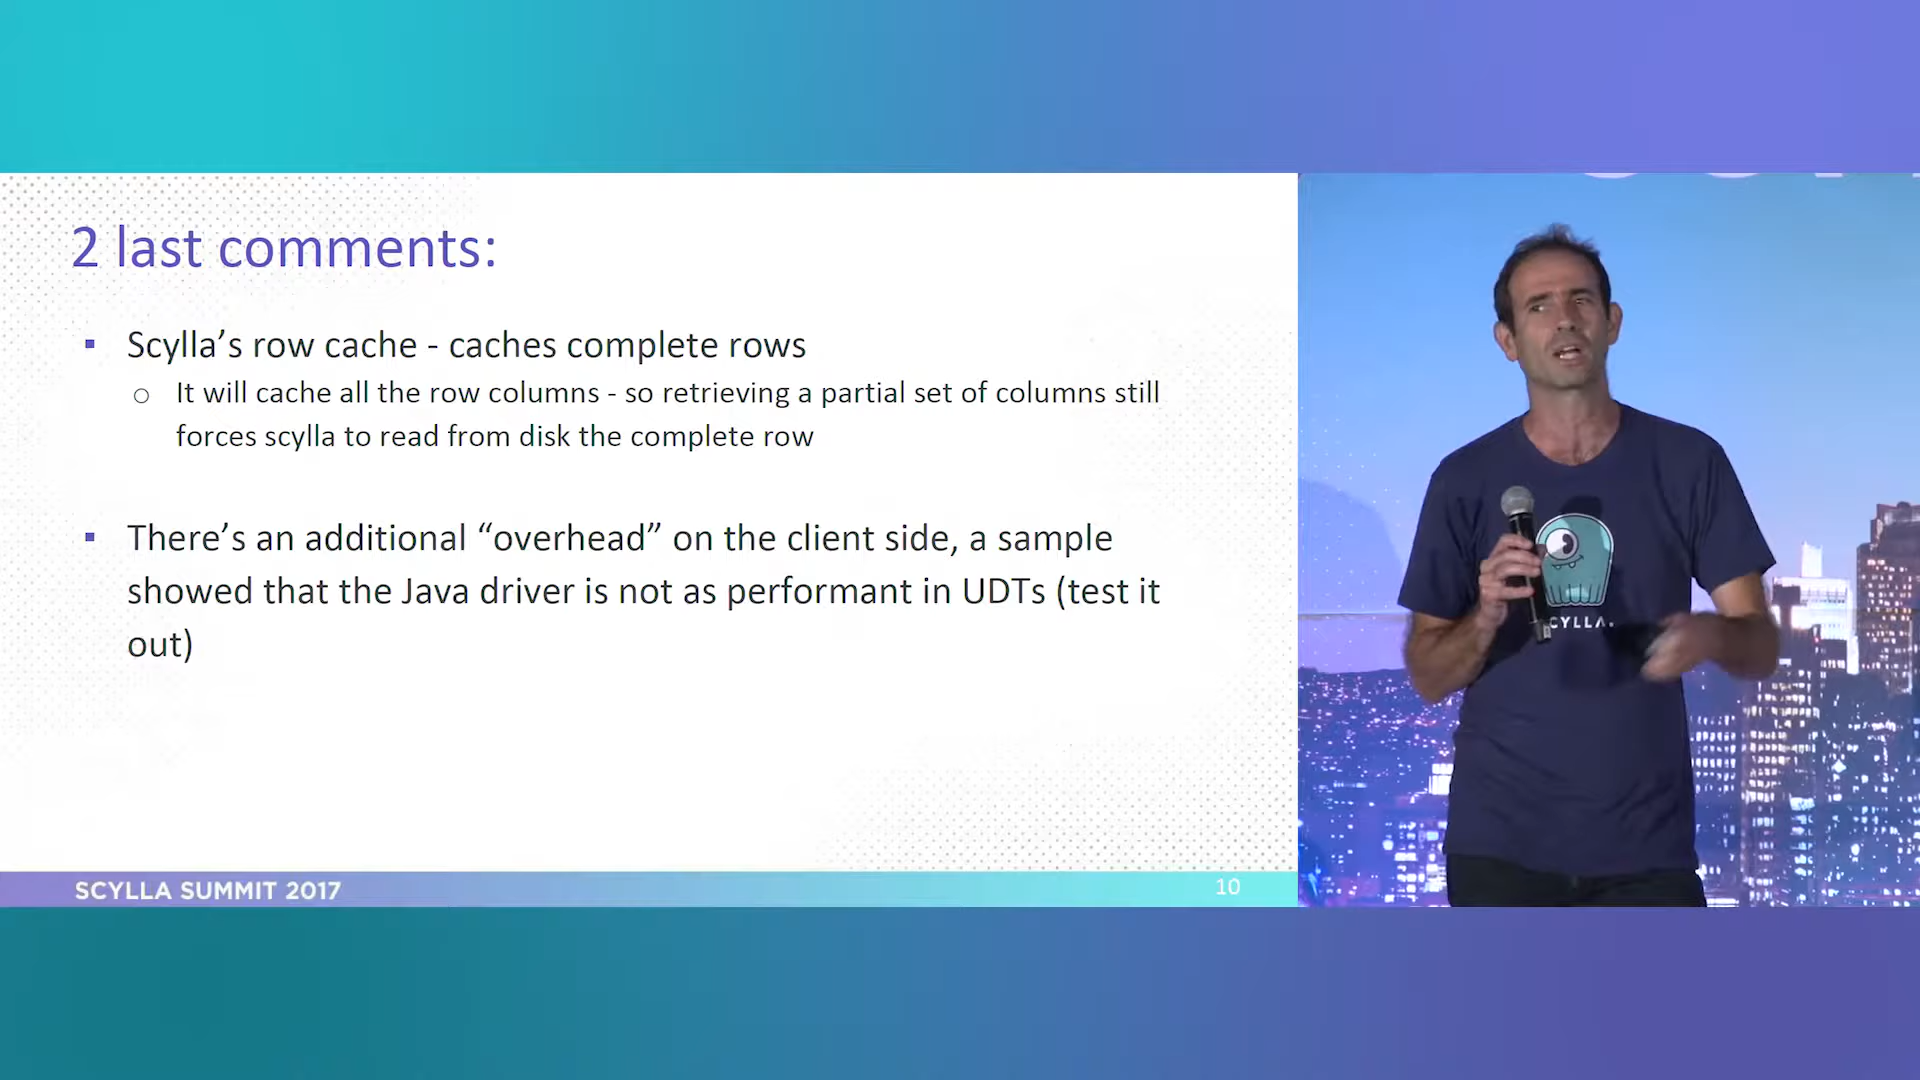 2 last comments:
▪ Scylla’s row cache - caches complete rows
○ It will cache all the row columns - so retrieving a partial set of columns still
forces scylla to read from disk the complete row
▪ There’s an additional “overhead” on the client side, a sample
showed that the Java driver is not as performant in UDTs (test it
out)
SCYLLA SUMMIT 2017
10
CYLLA.